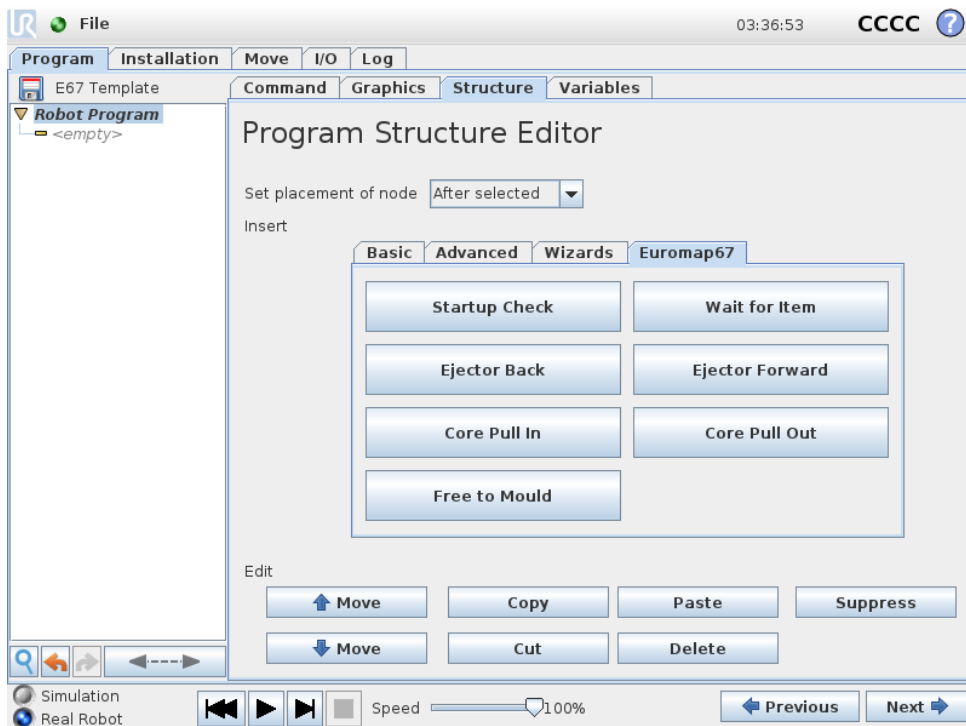 UR File 03:36:53 CCCC ?
Program Installation Move I/O Log
E67 Template Command Graphics Structure Variables
Robot Program
<empty>
Program Structure Editor
Set placement of node After selected
Insert
Basic Advanced Wizards Euromap67
Startup Check Wait for Item
Ejector Back Ejector Forward
Core Pull In Core Pull Out
Free to Mould
Edit
Move Copy Paste Suppress
Move Cut Delete
Simulation
Real Robot
Speed 100% Previous Next